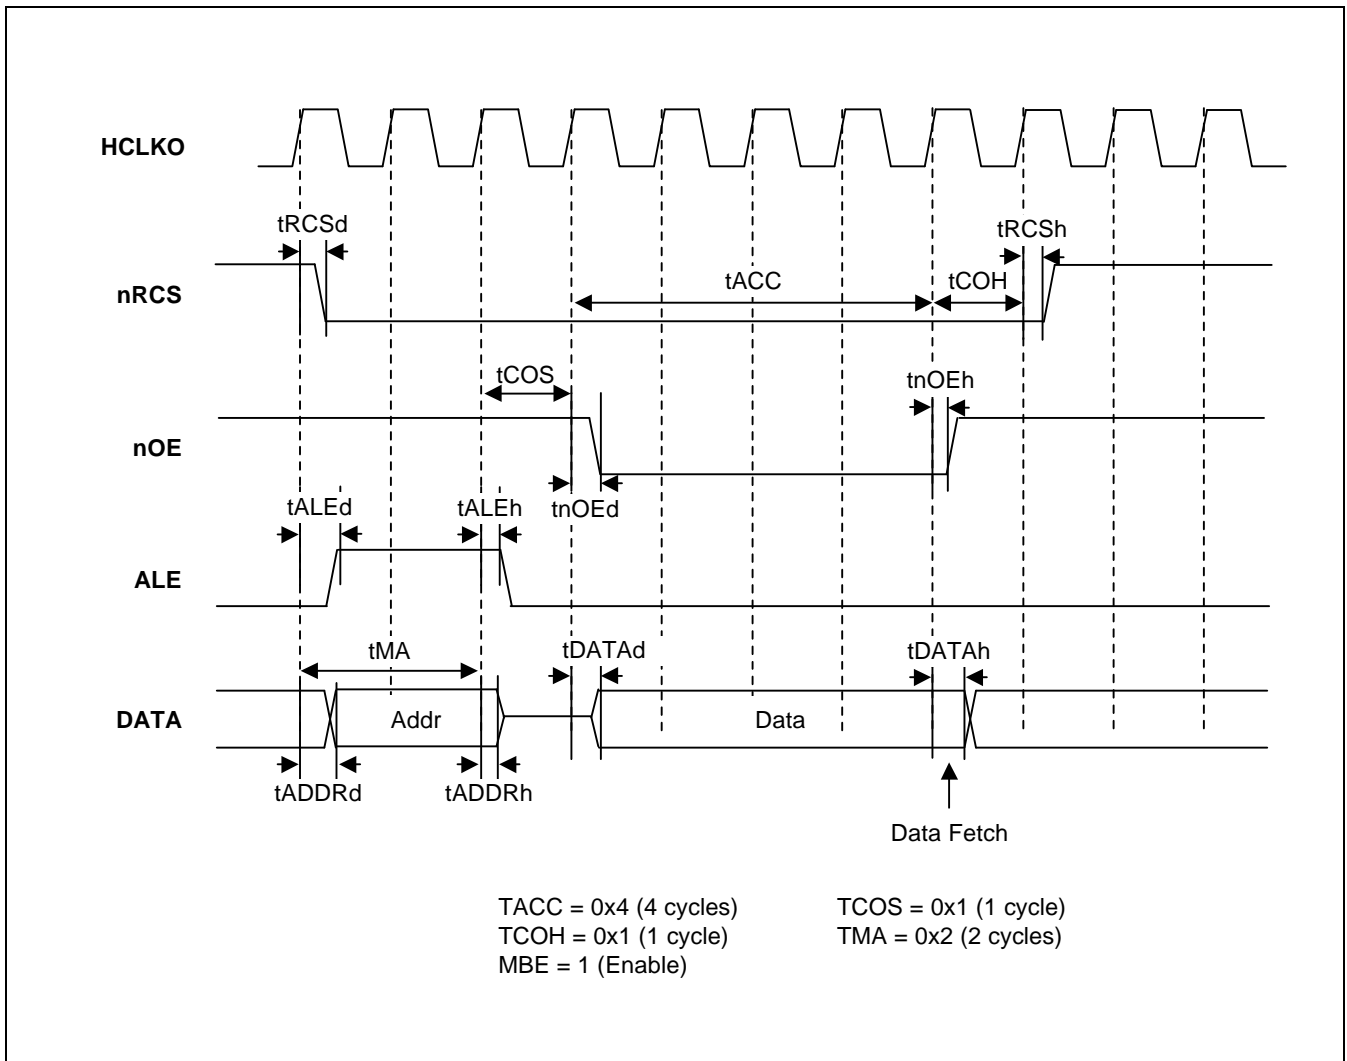 HCLKO
tRCSd
tRCSh
nRCS
tACC
tCOH
tCOS
tnOEh
nOE
tALEd
tALEh
tnOEd
ALE
tMA
tDATAd
tDATAh
DATA
Addr
Data
tADDRd
tADDRh
Data Fetch
TACC = 0x4 (4 cycles)
TCOS = 0x1 (1 cycle)
TCOH = 0x1 (1 cycle)
TMA = 0x2 (2 cycles)
MBE = 1 (Enable)